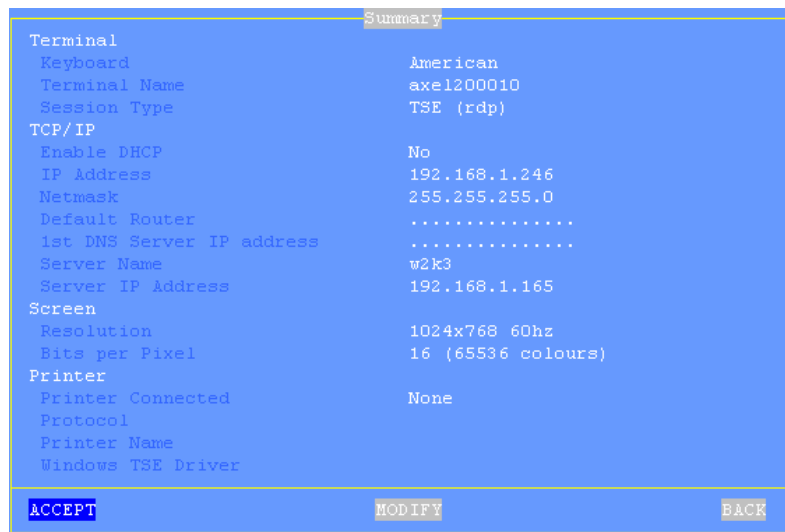 Summary
Terminal
Keyboard American
Terminal Name axel200010
Session Type TSE (rdp)
TCP/IP
Enable DHCP No
IP Address 192.168.1.246
Netmask 255.255.255.0
Default Router ...............
1st DNS Server IP address ...............
Server Name w2k3
Server IP Address 192.168.1.165
Screen
Resolution 1024x768 60hz
Bits per Pixel 16 (65536 colours)
Printer
Printer Connected None
Protocol
Printer Name
Windows TSE Driver
ACCEPT MODIFY BACK